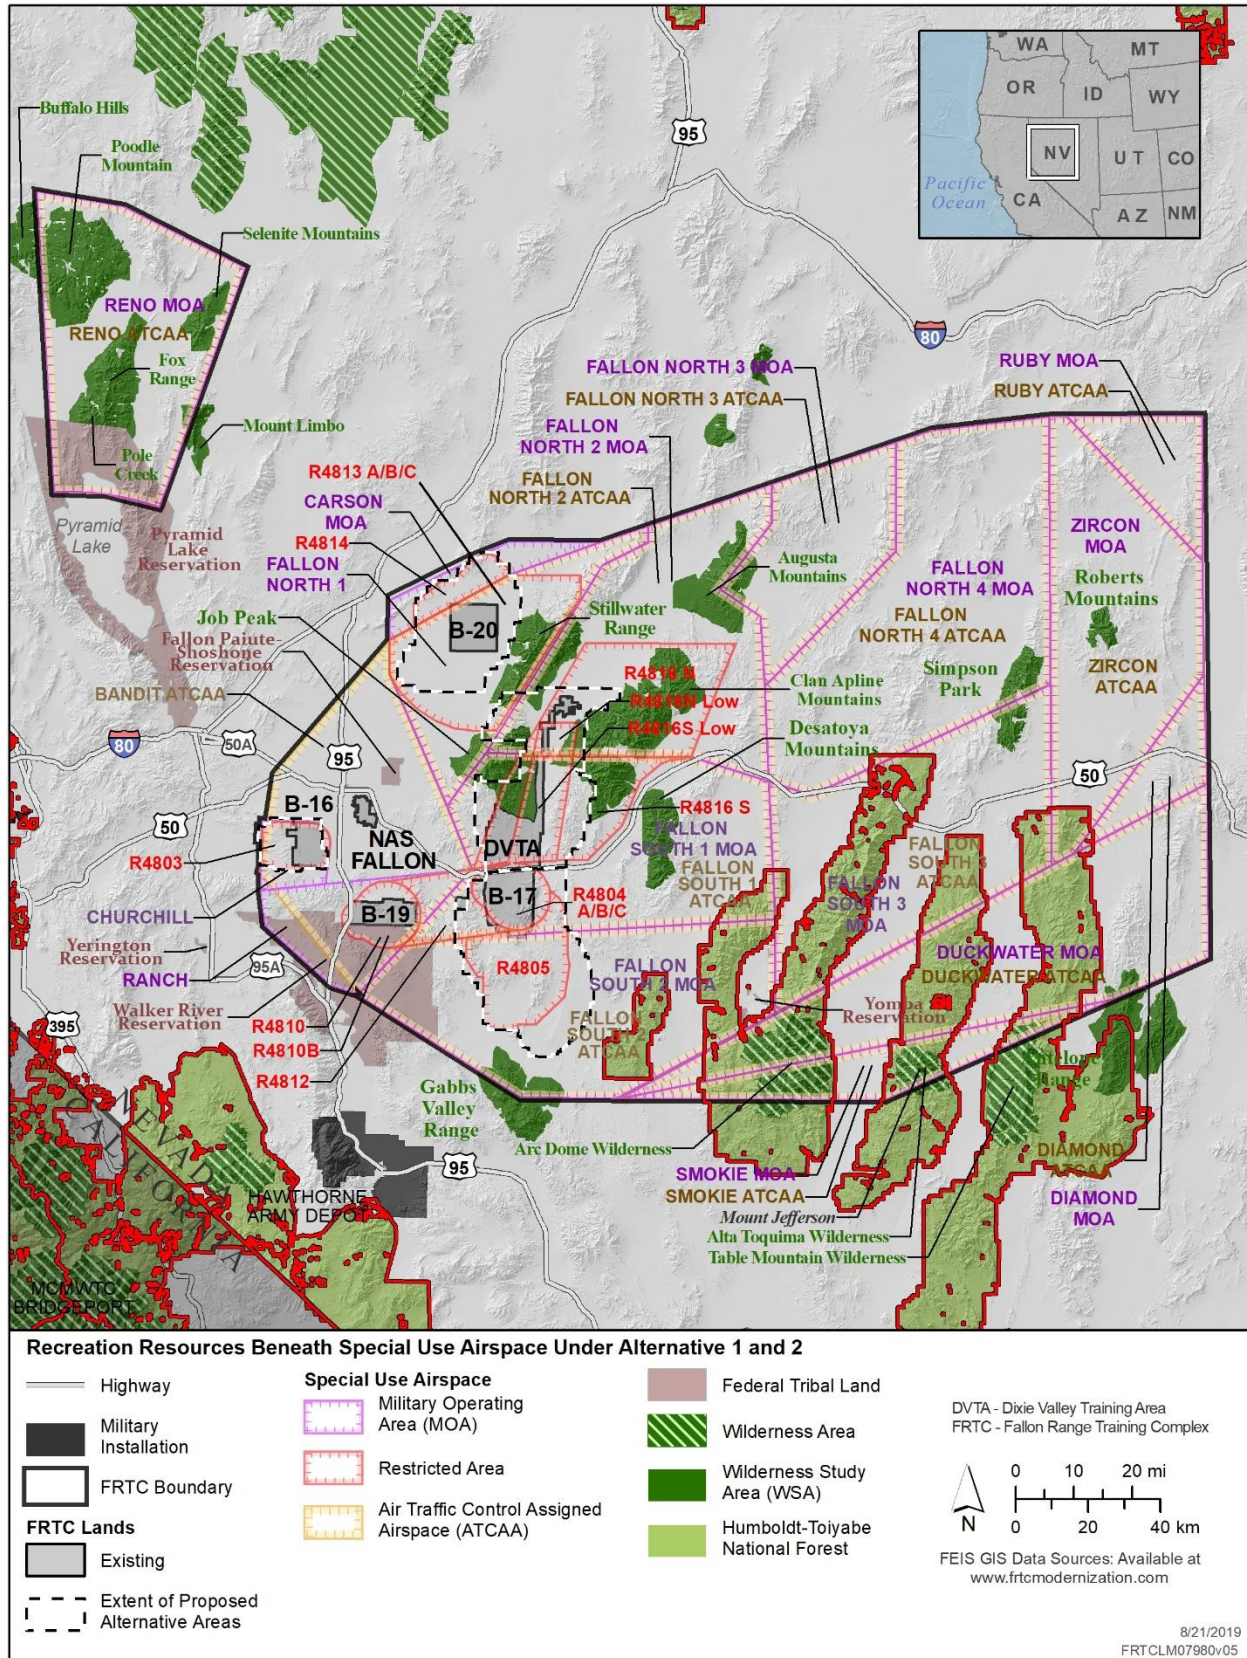 WA
MT
OR
ID
WY
NV
UT
CO
CA
AZ
NM
Pacific
Ocean
95
Buffalo Hills
Poodle
Mountain
Selenite Mountains
RENO MOA
RENO ATCAA
Fox
Range
Pole
Creek
Mount Limbo
80
FALLON NORTH 3 MOA
FALLON NORTH 3 ATCAA
RUBY MOA
RUBY ATCAA
FALLON
NORTH 2 MOA
FALLON
NORTH 2 ATCAA
R4813 A/B/C
CARSON
MOA
R4814
FALLON
NORTH 1
Pyramid
Lake
Pyramid
Lake
Reservation
Job Peak
Fallon Paiute-
Shoshone
Reservation
BANDIT ATCAA
B-20
Stillwater
Range
Augusta
Mountains
ZIRCON
MOA
FALLON
NORTH 4 MOA
FALLON
NORTH 4 ATCAA
Roberts
Mountains
Simpson
Park
ZIRCON
ATCAA
R4816 N
R4816N Low
R4816S Low
Clan Apline
Mountains
Desatoya
Mountains
80
50A
95
50
B-16
50
R4803
NAS
FALLON
DVTA
R4816 S
FALLON
SOUTH 1 MOA
FALLON
SOUTH 1
ATCAA
FALLON
SOUTH 3
ATCAA
FALLON
SOUTH 3
MOA
B-17
R4804
A/B/C
B-19
CHURCHILL
Yerington
Reservation
RANCH
95A
Walker River
Reservation
R4805
FALLON
SOUTH 2 MOA
FALLON
SOUTH 2
ATCAA
DUCKWATER MOA
DUCKWATER ATCAA
Yomba
Reservation
395
R4810
R4810B
R4812
Gabbs
Valley
Range
Antelope
Range
Arc Dome Wilderness
NEVADA
CALIFORNIA
95
HAWTHORNE
ARMY DEPOT
SMOKIE MOA
SMOKIE ATCAA
Mount Jefferson
Alta Toquima Wilderness
Table Mountain Wilderness
DIAMOND
ATCAA
DIAMOND
MOA
MCMWTC
BRIDGEPORT
Recreation Resources Beneath Special Use Airspace Under Alternative 1 and 2
Highway
Military
Installation
FRTC Boundary
FRTC Lands
Existing
Extent of Proposed
Alternative Areas
Special Use Airspace
Military Operating
Area (MOA)
Restricted Area
Air Traffic Control Assigned
Airspace (ATCAA)
Federal Tribal Land
Wilderness Area
Wilderness Study
Area (WSA)
Humboldt-Toiyabe
National Forest
DVTA - Dixie Valley Training Area
FRTC - Fallon Range Training Complex
N
0 10 20 mi
0 20 40 km
FEIS GIS Data Sources: Available at
www.frtcmodernization.com
8/21/2019
FRTCLM07980v05